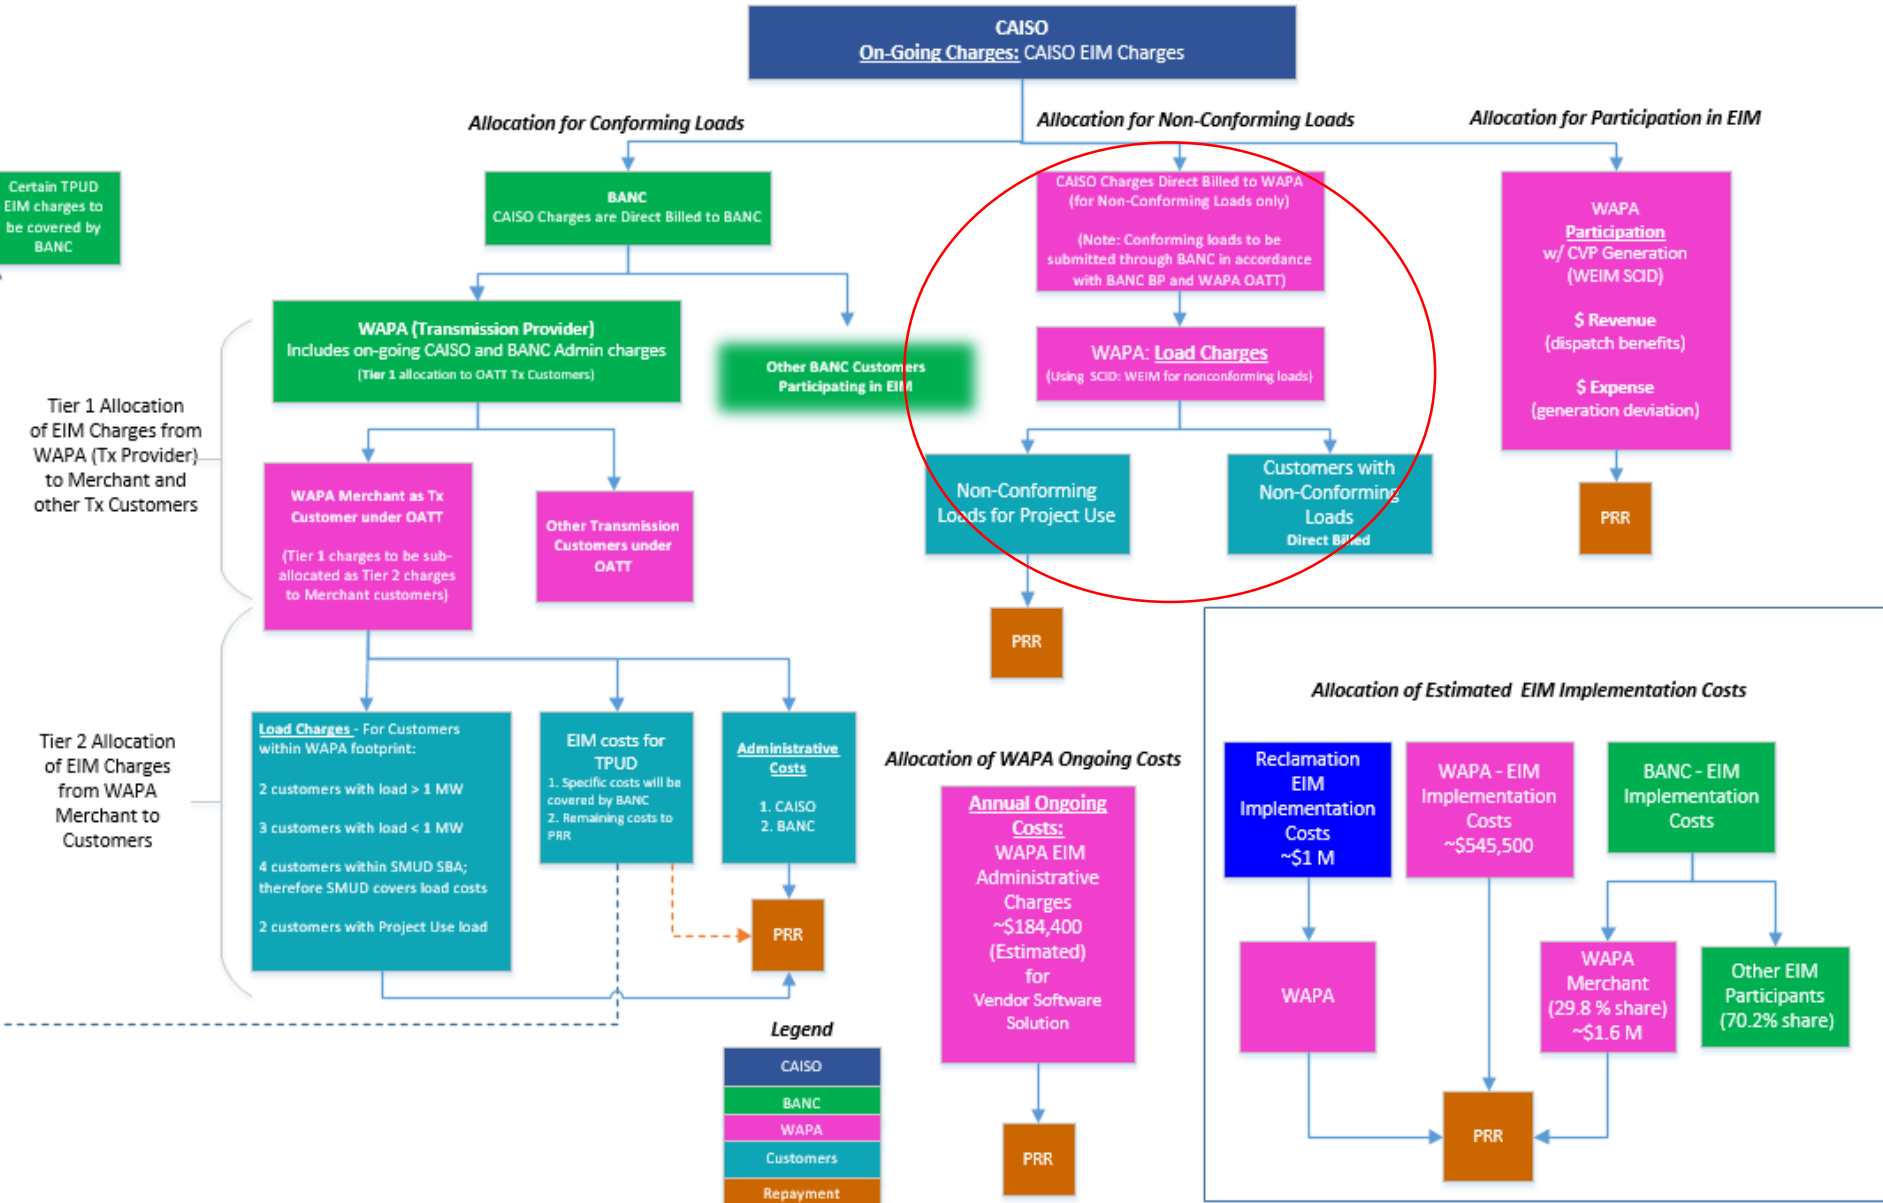 CAISO
On-Going Charges: CAISO EIM Charges
Allocation for Conforming Loads
Allocation for Non-Conforming Loads
Allocation for Participation in EIM
Certain TPUD
EIM charges to
be covered by
BANC
BANC
CAISO Charges are Direct Billed to BANC
CAISO Charges Direct Billed to WAPA
(for Non-Conforming Loads only)
(Note: Conforming loads to be
submitted through BANC in accordance
with BANC BP and WAPA OATT)
WAPA
Participation
w/ CVP Generation
(WEIM SCID)
$ Revenue
(dispatch benefits)
$ Expense
(generation deviation)
WAPA (Transmission Provider)
Includes on-going CAISO and BANC Admin charges
(Tier 1 allocation to OATT Tx Customers)
Other BANC Customers
Participating in EIM
WAPA: Load Charges
(Using SCID: WEIM for nonconforming loads)
Tier 1 Allocation
of EIM Charges from
WAPA (Tx Provider)
to Merchant and
other Tx Customers
WAPA Merchant as Tx
Customer under OATT
(Tier 1 charges to be sub-
allocated as Tier 2 charges
to Merchant customers)
Other Transmission
Customers under
OATT
Non-Conforming
Loads for Project Use
Customers with
Non-Conforming
Loads
Direct Billed
PRR
PRR
Tier 2 Allocation
of EIM Charges
from WAPA
Merchant to
Customers
Load Charges - For Customers
within WAPA footprint:
2 customers with load > 1 MW
3 customers with load < 1 MW
4 customers within SMUD SBA;
therefore SMUD covers load costs
2 customers with Project Use load
EIM costs for
TPUD
1. Specific costs will be
covered by BANC
2. Remaining costs to
PRR
Administrative
Costs
1. CAISO
2. BANC
PRR
Allocation of WAPA Ongoing Costs
Annual Ongoing
Costs:
WAPA EIM
Administrative
Charges
~$184,400
(Estimated)
for
Vendor Software
Solution
PRR
Allocation of Estimated EIM Implementation Costs
Reclamation
EIM
Implementation
Costs
~$1 M
WAPA - EIM
Implementation
Costs
~$545,500
BANC - EIM
Implementation
Costs
WAPA
WAPA
Merchant
(29.8 % share)
~$1.6 M
Other EIM
Participants
(70.2% share)
PRR
Legend
CAISO
BANC
WAPA
Customers
Repayment